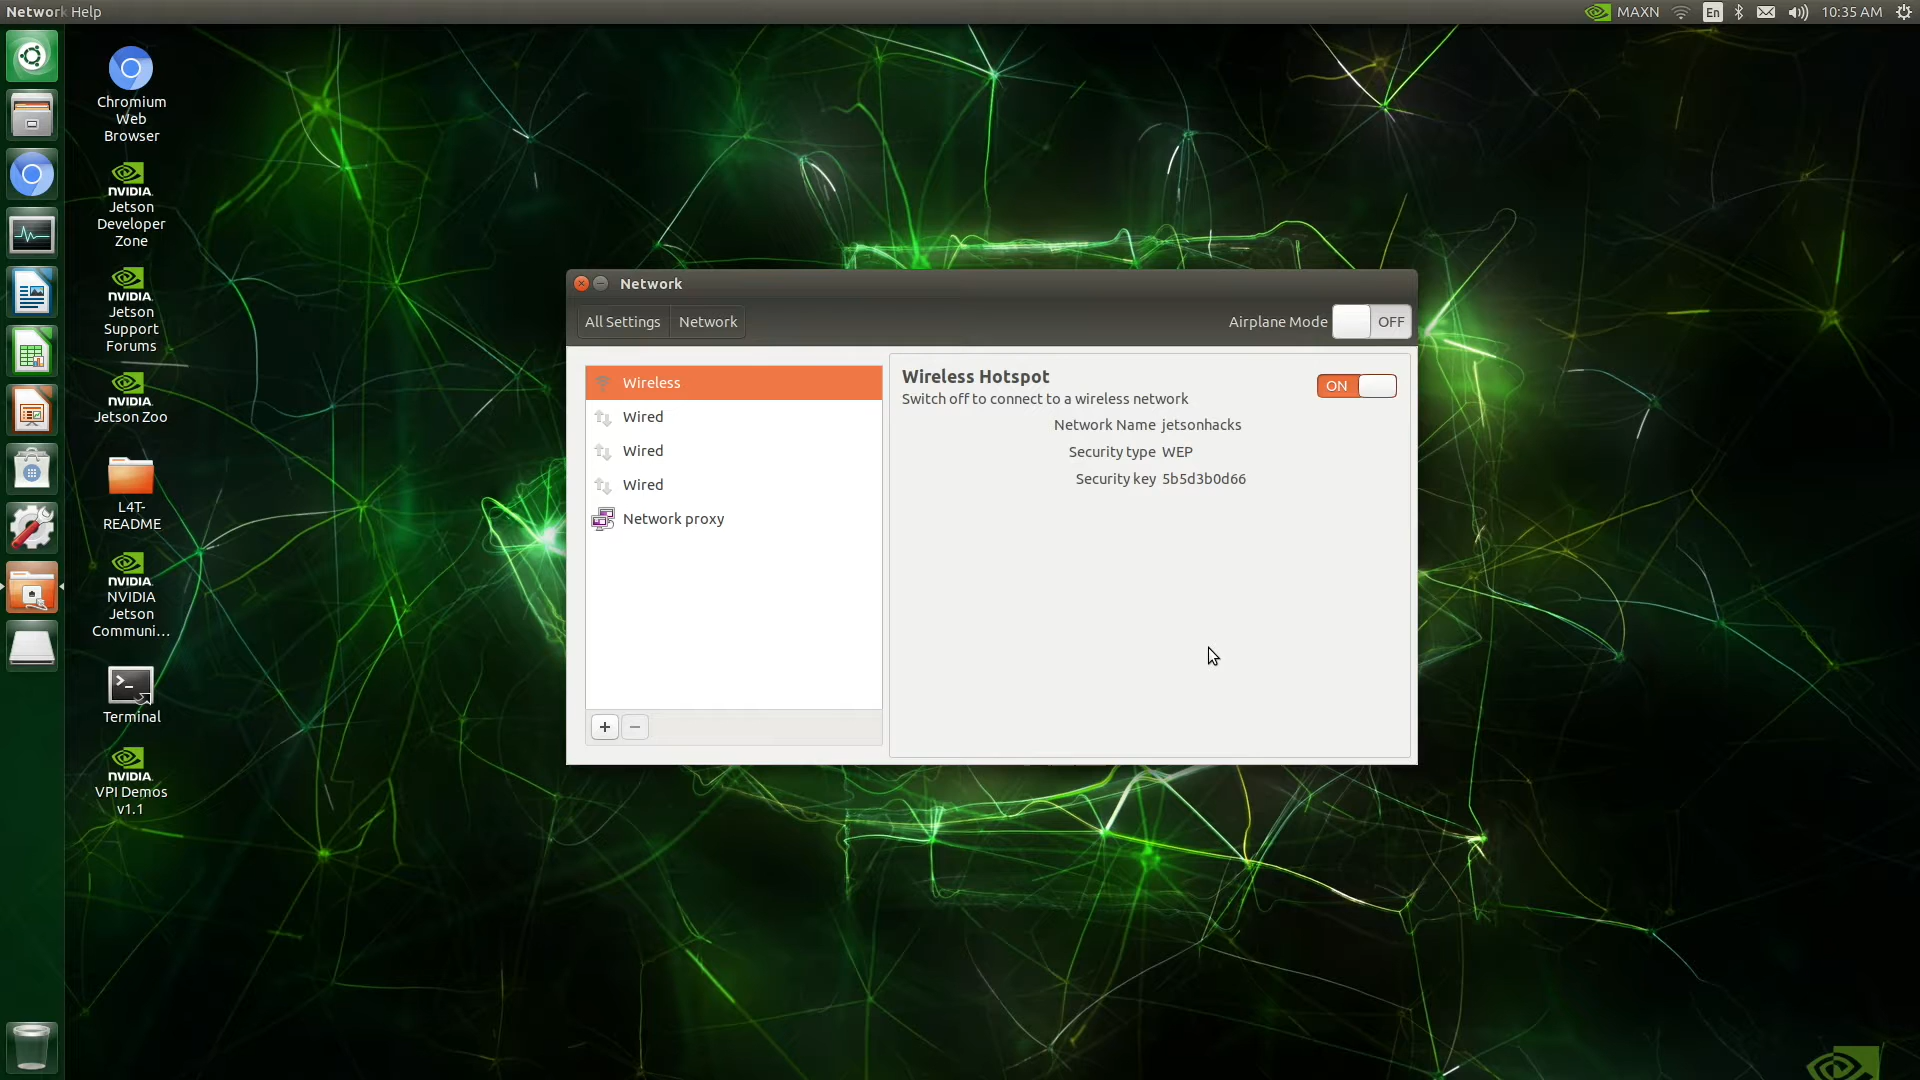 Network Help
MAXN
En
10:35 AM
Chromium
Web
Browser
NVIDIA.
Jetson
Developer
Zone
NVIDIA.
Jetson
Support
Forums
NVIDIA.
Jetson Zoo
L4T-
README
NVIDIA.
NVIDIA
Jetson
Communi...
>_
Terminal
NVIDIA.
VPI Demos
v1.1
Network
All Settings
Network
Airplane Mode
OFF
Wireless
Wired
Wired
Wired
Network proxy
+
-
Wireless Hotspot
ON
Switch off to connect to a wireless network
Network Name jetsonhacks
Security type WEP
Security key 5b5d3b0d66